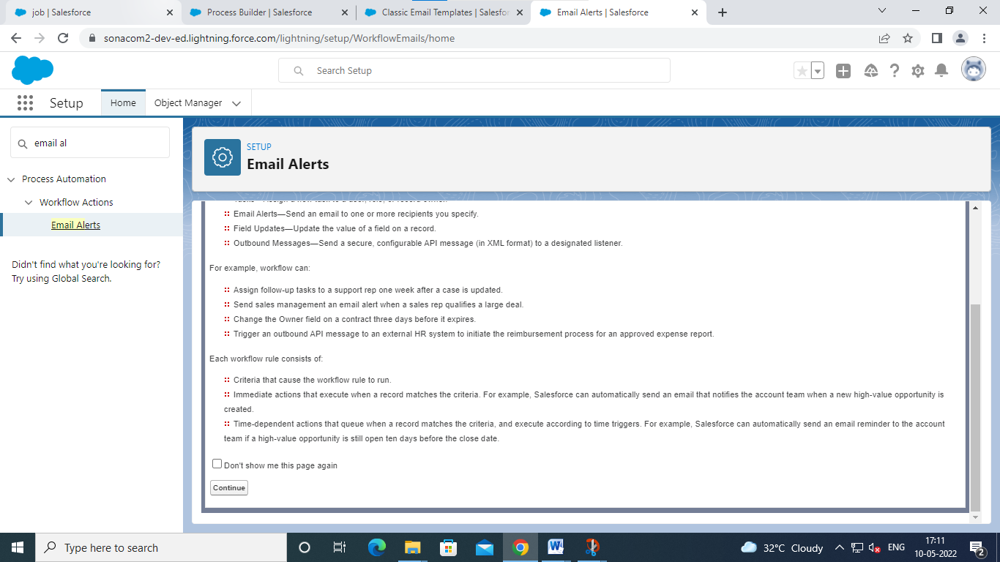 job | Salesforce
Process Builder | Salesforce
Classic Email Templates | Salesfor
Email Alerts | Salesforce
sonacom2-dev-ed.lightning.force.com/lightning/setup/WorkflowEmails/home
Search Setup
Setup
Home
Object Manager
email al
Process Automation
Workflow Actions
Email Alerts
Didn't find what you're looking for?
Try using Global Search.
SETUP
Email Alerts
Email Alerts—Send an email to one or more recipients you specify.
Field Updates—Update the value of a field on a record.
Outbound Messages—Send a secure, configurable API message (in XML format) to a designated listener.
For example, workflow can:
Assign follow-up tasks to a support rep one week after a case is updated.
Send sales management an email alert when a sales rep qualifies a large deal.
Change the Owner field on a contract three days before it expires.
Trigger an outbound API message to an external HR system to initiate the reimbursement process for an approved expense report.
Each workflow rule consists of:
Criteria that cause the workflow rule to run.
Immediate actions that execute when a record matches the criteria. For example, Salesforce can automatically send an email that notifies the account team when a new high-value opportunity is
created.
Time-dependent actions that queue when a record matches the criteria, and execute according to time triggers. For example, Salesforce can automatically send an email reminder to the account
team if a high-value opportunity is still open ten days before the close date.
Don't show me this page again
Continue
Type here to search
32°C Cloudy
ENG
17:11
10-05-2022
2